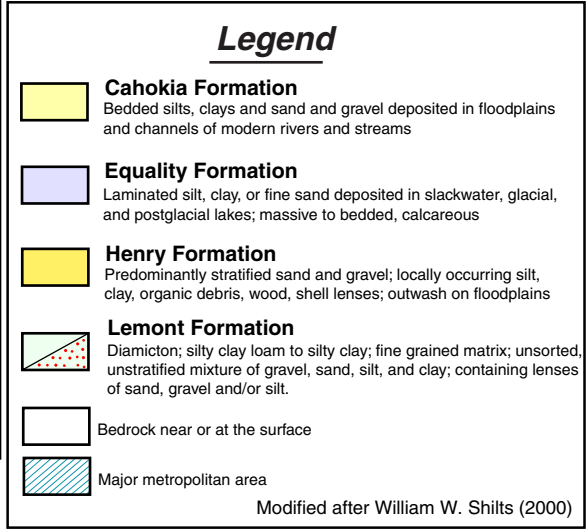 Legend
Cahokia Formation
Bedded silts, clays and sand and gravel deposited in floodplains
and channels of modern rivers and streams
Equality Formation
Laminated silt, clay, or fine sand deposited in slackwater, glacial,
and postglacial lakes; massive to bedded, calcareous
Henry Formation
Predominantly stratified sand and gravel; locally occurring silt,
clay, organic debris, wood, shell lenses; outwash on floodplains
Lemont Formation
Diamicton; silty clay loam to silty clay; fine grained matrix; unsorted,
unstratified mixture of gravel, sand, silt, and clay; containing lenses
of sand, gravel and/or silt.
Bedrock near or at the surface
Major metropolitan area
Modified after William W. Shilts (2000)